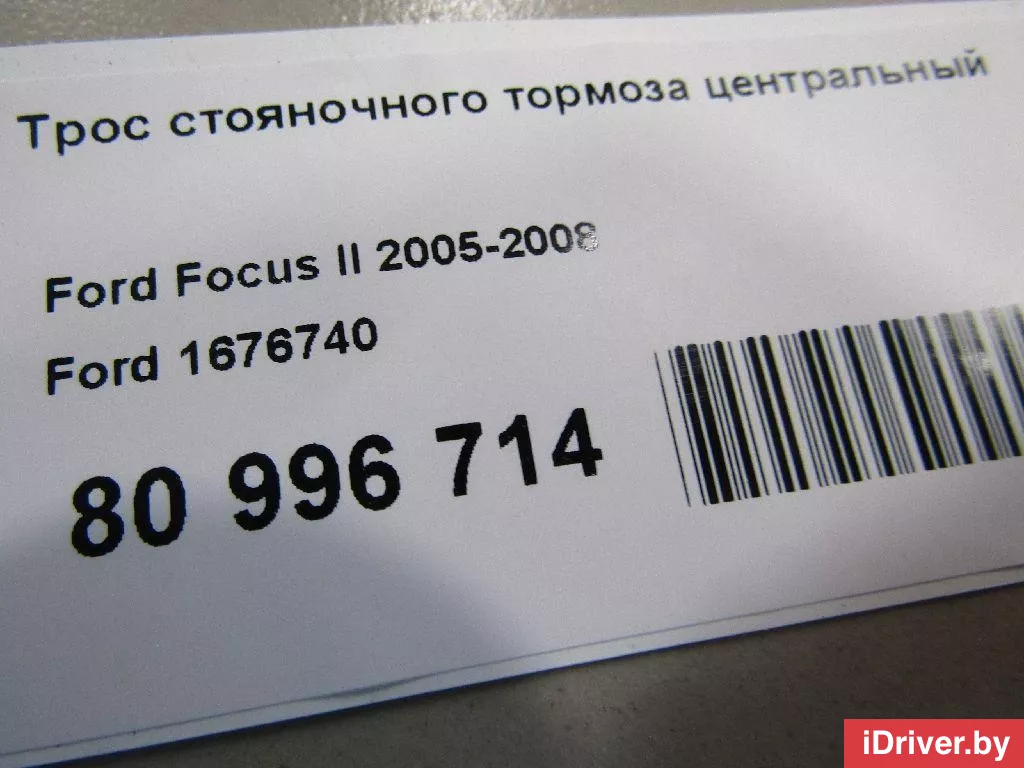 Трос стояночного тормоза центральный
Ford Focus II 2005-2008
Ford 1676740
80 996 714
iDriver.by